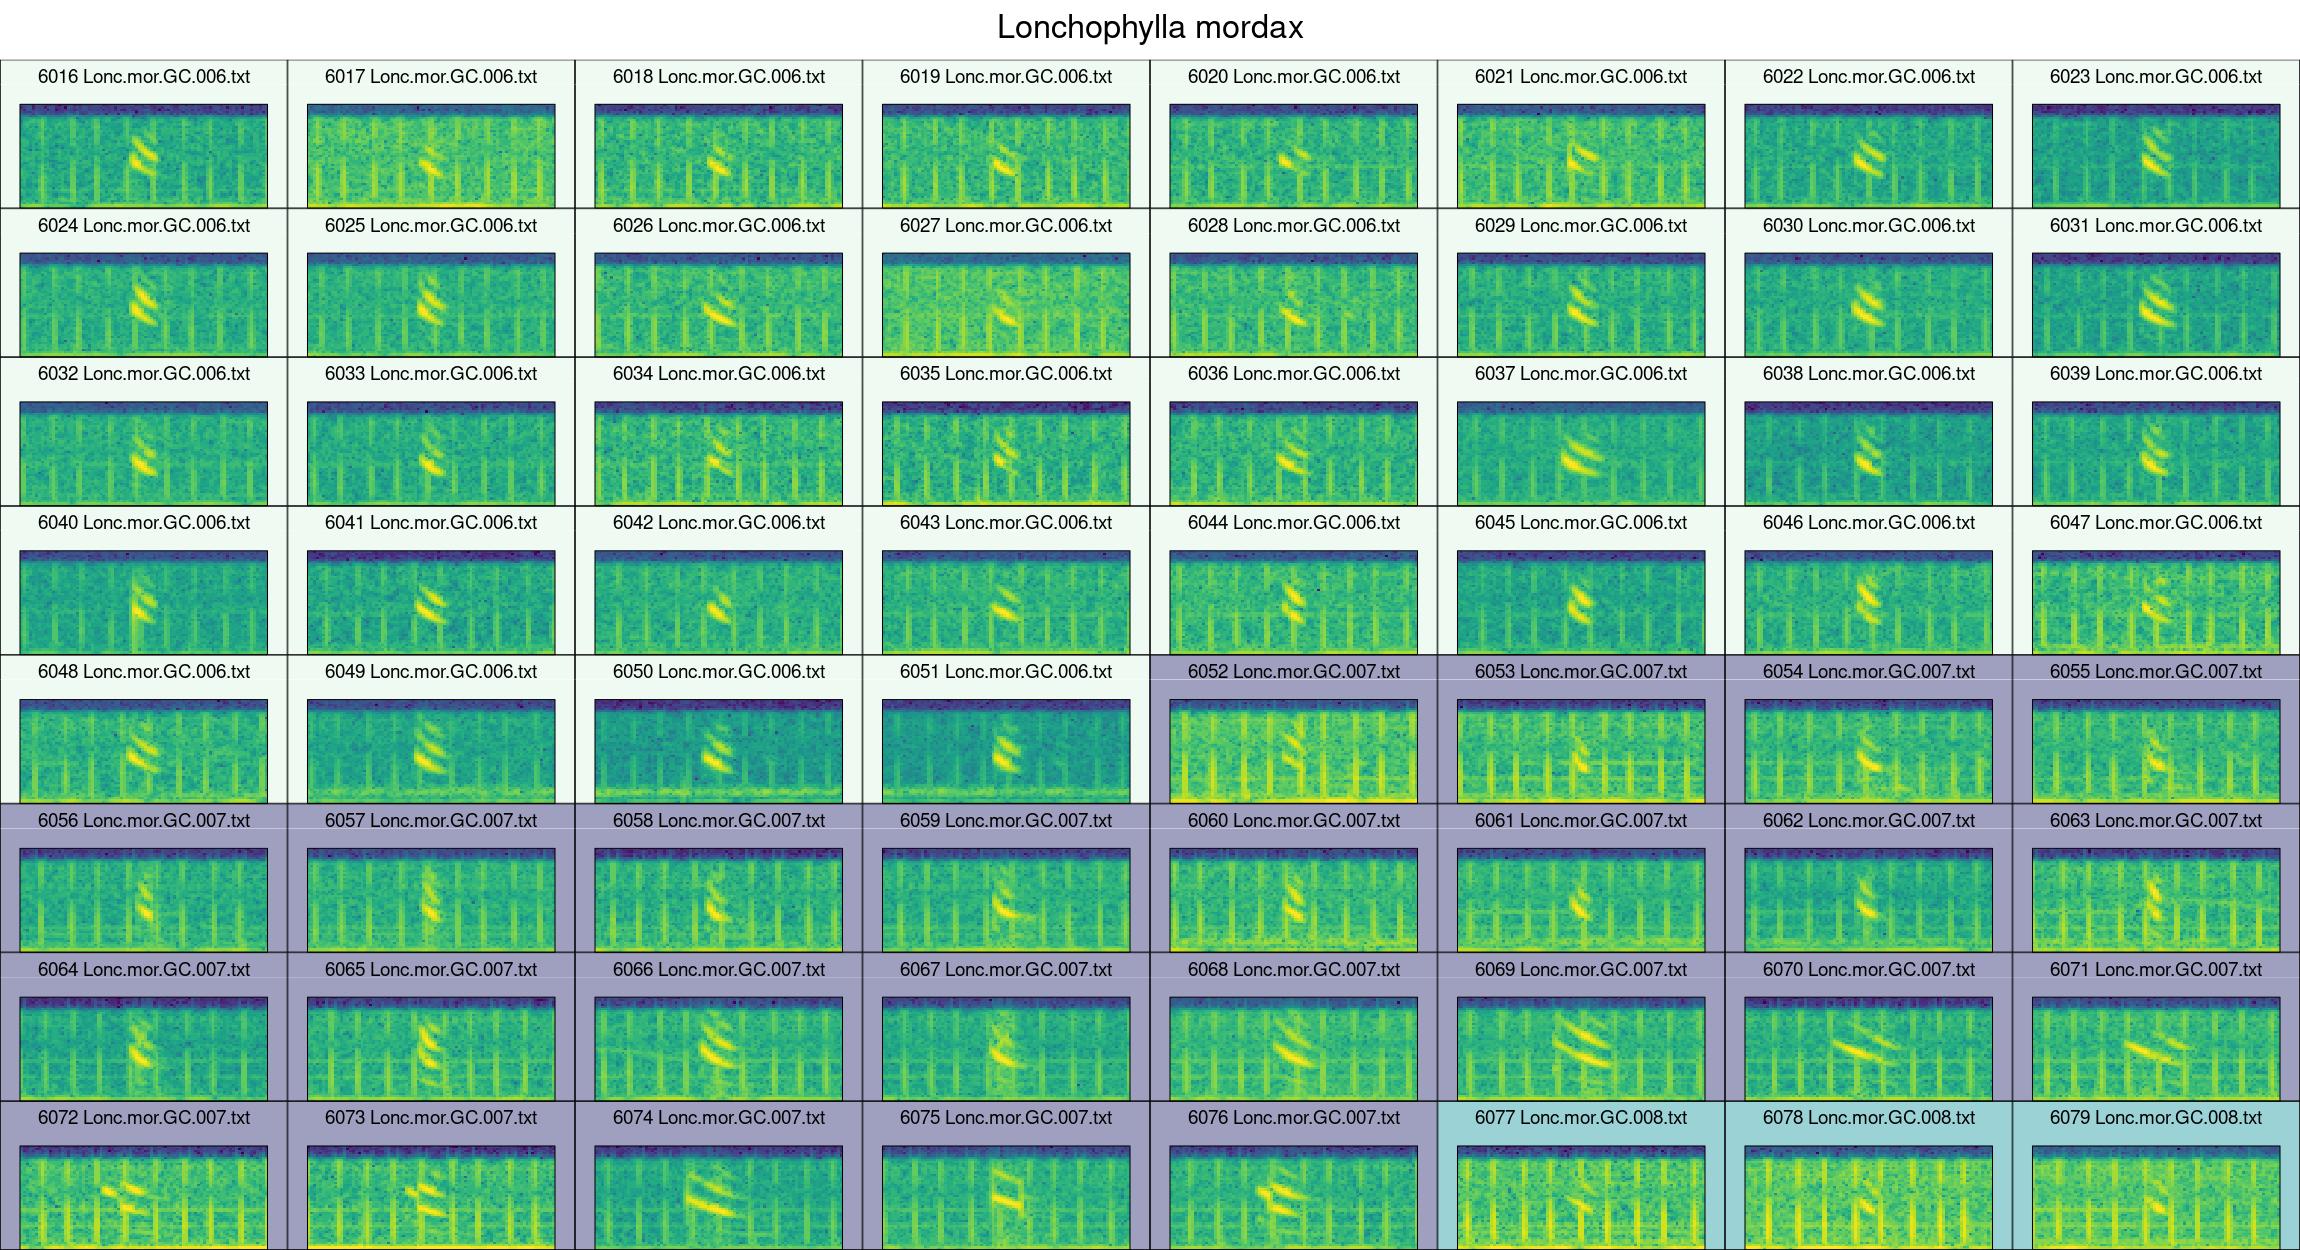 Lonchophylla mordax
6016 Lonc.mor.GC.006.txt 6017 Lonc.mor.GC.006.txt 6018 Lonc.mor.GC.006.txt 6019 Lonc.mor.GC.006.txt 6020 Lonc.mor.GC.006.txt 6021 Lonc.mor.GC.006.txt 6022 Lonc.mor.GC.006.txt 6023 Lonc.mor.GC.006.txt
6024 Lonc.mor.GC.006.txt 6025 Lonc.mor.GC.006.txt 6026 Lonc.mor.GC.006.txt 6027 Lonc.mor.GC.006.txt 6028 Lonc.mor.GC.006.txt 6029 Lonc.mor.GC.006.txt 6030 Lonc.mor.GC.006.txt 6031 Lonc.mor.GC.006.txt
6032 Lonc.mor.GC.006.txt 6033 Lonc.mor.GC.006.txt 6034 Lonc.mor.GC.006.txt 6035 Lonc.mor.GC.006.txt 6036 Lonc.mor.GC.006.txt 6037 Lonc.mor.GC.006.txt 6038 Lonc.mor.GC.006.txt 6039 Lonc.mor.GC.006.txt
6040 Lonc.mor.GC.006.txt 6041 Lonc.mor.GC.006.txt 6042 Lonc.mor.GC.006.txt 6043 Lonc.mor.GC.006.txt 6044 Lonc.mor.GC.006.txt 6045 Lonc.mor.GC.006.txt 6046 Lonc.mor.GC.006.txt 6047 Lonc.mor.GC.006.txt
6048 Lonc.mor.GC.006.txt 6049 Lonc.mor.GC.006.txt 6050 Lonc.mor.GC.006.txt 6051 Lonc.mor.GC.006.txt 6052 Lonc.mor.GC.007.txt 6053 Lonc.mor.GC.007.txt 6054 Lonc.mor.GC.007.txt 6055 Lonc.mor.GC.007.txt
6056 Lonc.mor.GC.007.txt 6057 Lonc.mor.GC.007.txt 6058 Lonc.mor.GC.007.txt 6059 Lonc.mor.GC.007.txt 6060 Lonc.mor.GC.007.txt 6061 Lonc.mor.GC.007.txt 6062 Lonc.mor.GC.007.txt 6063 Lonc.mor.GC.007.txt
6064 Lonc.mor.GC.007.txt 6065 Lonc.mor.GC.007.txt 6066 Lonc.mor.GC.007.txt 6067 Lonc.mor.GC.007.txt 6068 Lonc.mor.GC.007.txt 6069 Lonc.mor.GC.007.txt 6070 Lonc.mor.GC.007.txt 6071 Lonc.mor.GC.007.txt
6072 Lonc.mor.GC.007.txt 6073 Lonc.mor.GC.007.txt 6074 Lonc.mor.GC.007.txt 6075 Lonc.mor.GC.007.txt 6076 Lonc.mor.GC.007.txt 6077 Lonc.mor.GC.008.txt 6078 Lonc.mor.GC.008.txt 6079 Lonc.mor.GC.008.txt